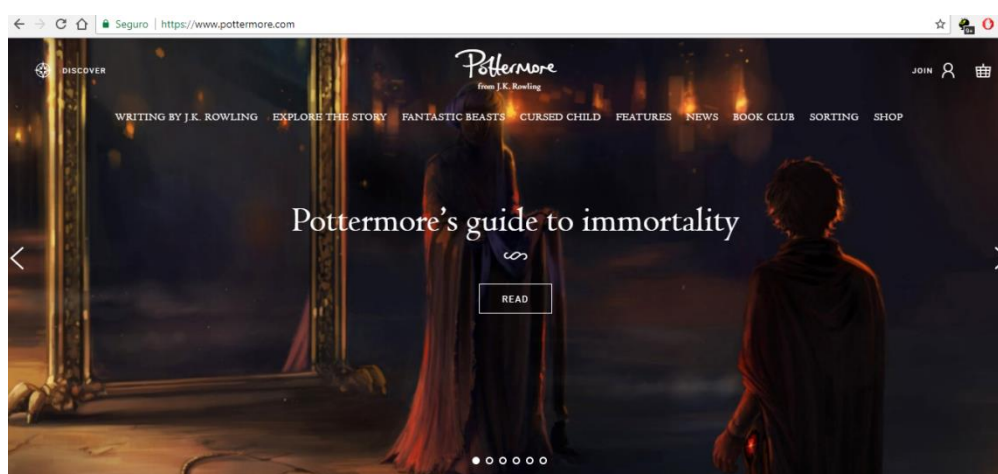 Seguro | https://www.pottermore.com
9+
DISCOVER
Pottermore
from J.K. Rowling
JOIN
WRITING BY J.K. ROWLING EXPLORE THE STORY FANTASTIC BEASTS CURSED CHILD FEATURES NEWS BOOK CLUB SORTING SHOP
Pottermore's guide to immortality
READ